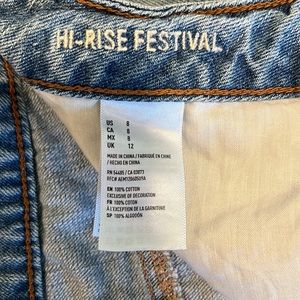 HI-RISE FESTIVAL
US 8
CA 8
MX 8
UK 12
MADE IN CHINA / FABRIQUÉ EN CHINE
/ HECHO EN CHINA
RN 54485 / CA 03073
EN 100% COTTON
EXCLUSIVE OF DECORATION
FR 100% COTON
À L'EXCEPTION DE LA GARNITURE
SP 100% ALGODÓN